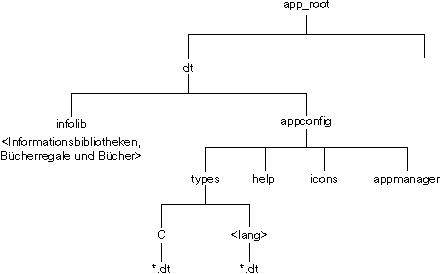 app_root
dt
infolib
appconfig
<Informationsbibliotheken,
Bücherregale und Bücher>
types help icons appmanager
C <lang>
*.dt *.dt